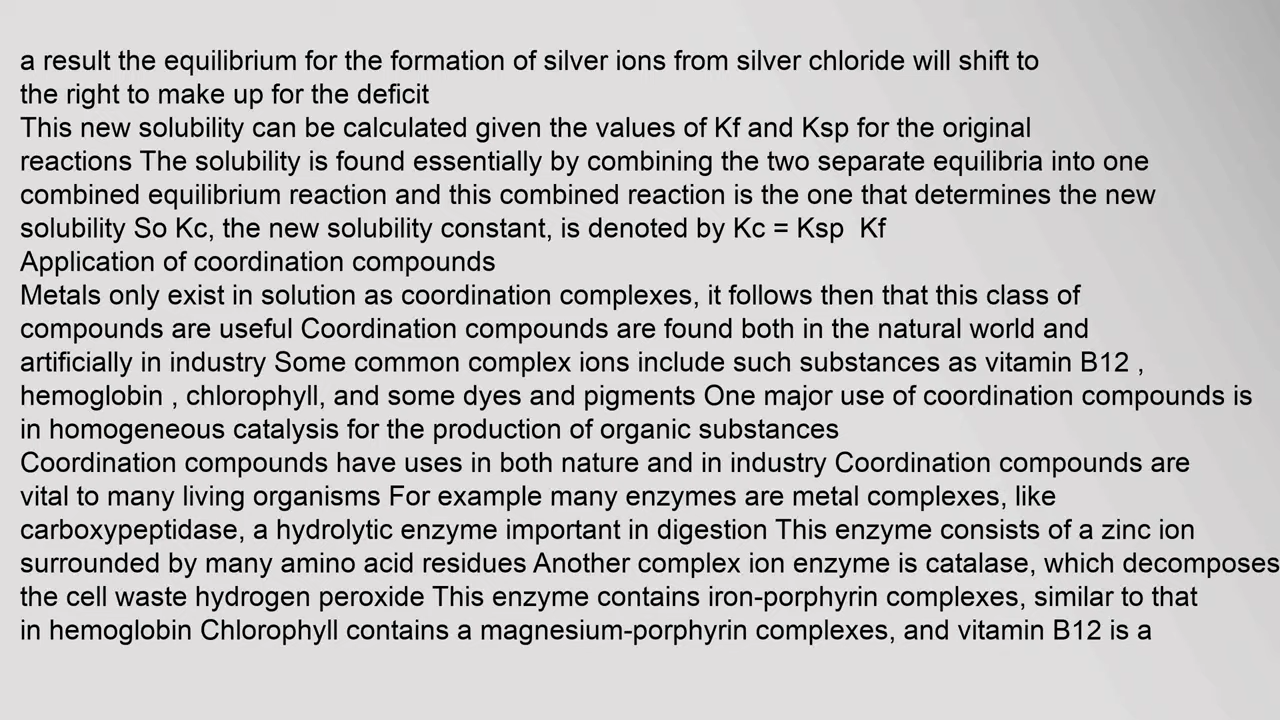 a result the equilibrium for the formation of silver ions from silver chloride will shift to
the right to make up for the deficit
This new solubility can be calculated given the values of Kf and Ksp for the original
reactions The solubility is found essentially by combining the two separate equilibria into one
combined equilibrium reaction and this combined reaction is the one that determines the new
solubility So Kc, the new solubility constant, is denoted by Kc = Ksp  Kf
Application of coordination compounds
Metals only exist in solution as coordination complexes, it follows then that this class of
compounds are useful Coordination compounds are found both in the natural world and
artificially in industry Some common complex ions include such substances as vitamin B12 ,
hemoglobin , chlorophyll, and some dyes and pigments One major use of coordination compounds is
in homogeneous catalysis for the production of organic substances
Coordination compounds have uses in both nature and in industry Coordination compounds are
vital to many living organisms For example many enzymes are metal complexes, like
carboxypeptidase, a hydrolytic enzyme important in digestion This enzyme consists of a zinc ion
surrounded by many amino acid residues Another complex ion enzyme is catalase, which decomposes
the cell waste hydrogen peroxide This enzyme contains iron-porphyrin complexes, similar to that
in hemoglobin Chlorophyll contains a magnesium-porphyrin complexes, and vitamin B12 is a